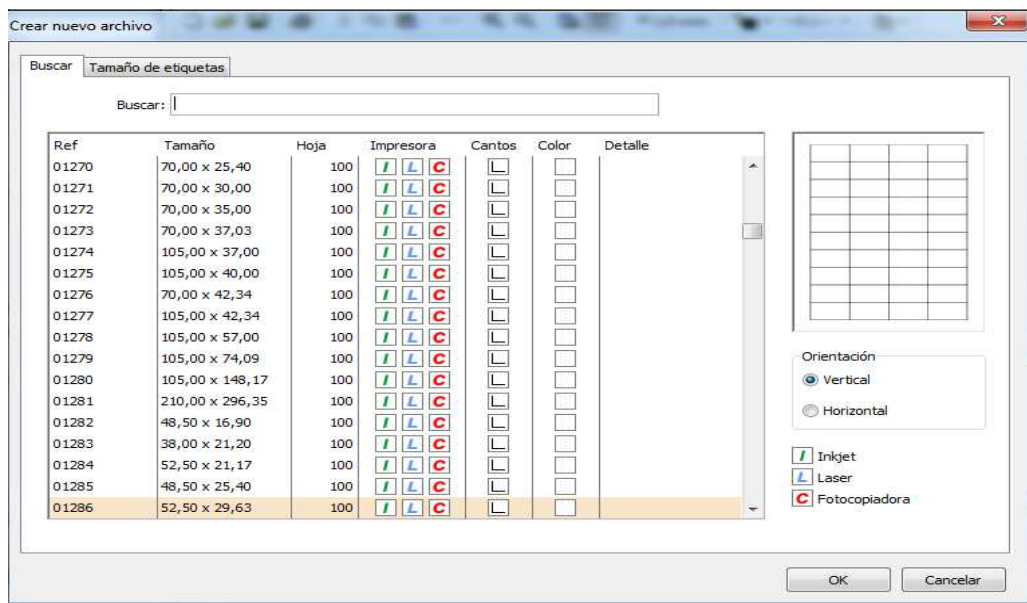 Crear nuevo archivo
Buscar Tamaño de etiquetas
Buscar:
Ref Tamaño Hoja Impresora Cantos Color Detalle
01270 70,00 x 25,40 100 I L C
01271 70,00 x 30,00 100 I L C
01272 70,00 x 35,00 100 I L C
01273 70,00 x 37,03 100 I L C
01274 105,00 x 37,00 100 I L C
01275 105,00 x 40,00 100 I L C
01276 70,00 x 42,34 100 I L C
01277 105,00 x 42,34 100 I L C
01278 105,00 x 57,00 100 I L C
01279 105,00 x 74,09 100 I L C
01280 105,00 x 148,17 100 I L C
01281 210,00 x 296,35 100 I L C
01282 48,50 x 16,90 100 I L C
01283 38,00 x 21,20 100 I L C
01284 52,50 x 21,17 100 I L C
01285 48,50 x 25,40 100 I L C
01286 52,50 x 29,63 100 I L C
Orientación
Vertical
Horizontal
I Inkjet
L Laser
C Fotocopiadora
OK Cancelar